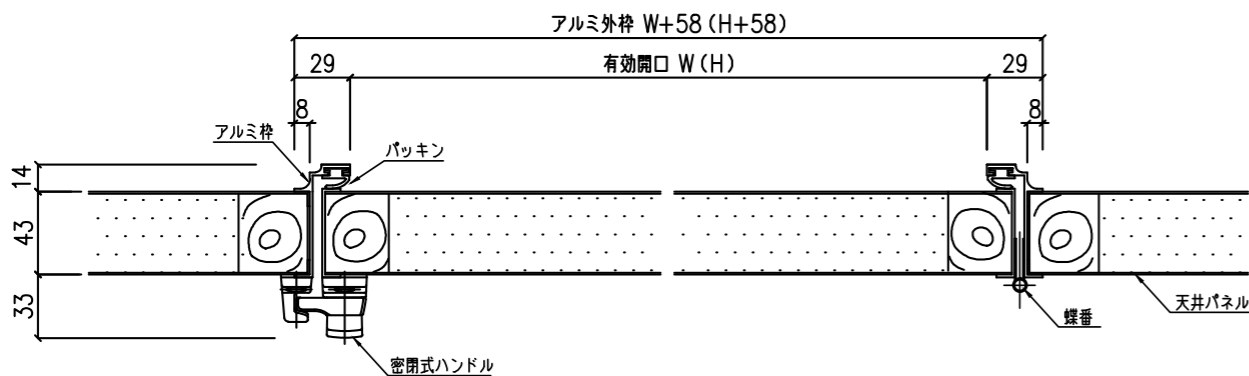 アルミ外枠 W+58 (H+58)
29
有効開口 W (H)
29
8
8
アルミ枠
パッキン
14
43
33
天井パネル
蝶番
密閉式ハンドル